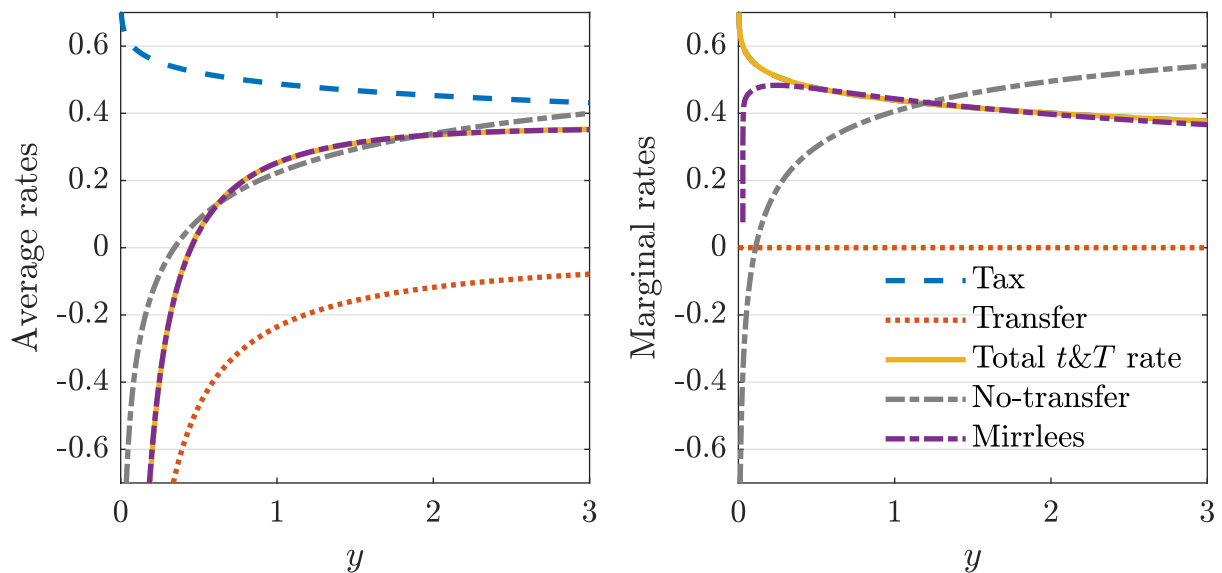 Average rates
0.6
0.4
0.2
0
-0.2
-0.4
-0.6
0 1 2 3
y
Marginal rates
0.6
0.4
0.2
0
-0.2
-0.4
-0.6
Tax
Transfer
Total t&T rate
No-transfer
Mirrlees
0 1 2 3
y